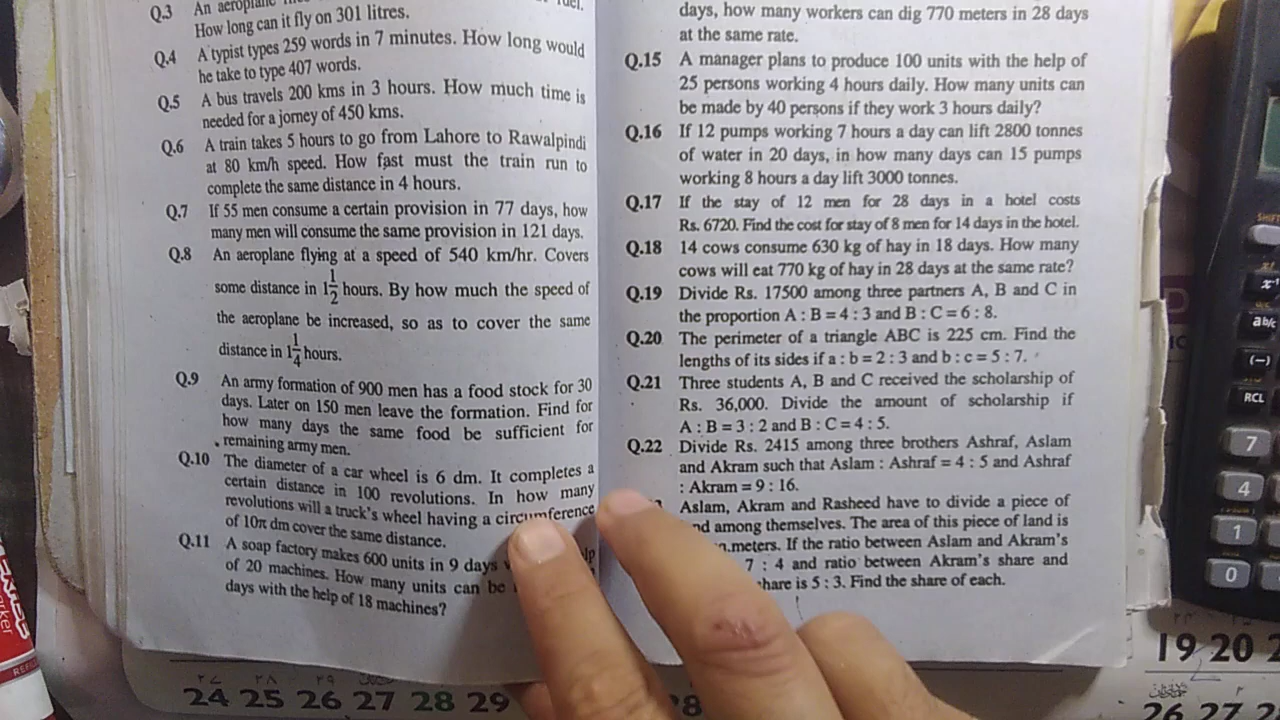 Q.3 An aeroplane fuel.
How long can it fly on 301 litres.
Q.4 A typist types 259 words in 7 minutes. How long would
he take to type 407 words.
Q.5 A bus travels 200 kms in 3 hours. How much time is
needed for a jorney of 450 kms.
Q.6 A train takes 5 hours to go from Lahore to Rawalpindi
at 80 km/h speed. How fast must the train run to
complete the same distance in 4 hours.
Q.7 If 55 men consume a certain provision in 77 days, how
many men will consume the same provision in 121 days.
Q.8 An aeroplane flying at a speed of 540 km/hr. Covers
some distance in 1 1/2 hours. By how much the speed of
the aeroplane be increased, so as to cover the same
distance in 1 1/4 hours.
Q.9 An army formation of 900 men has a food stock for 30
days. Later on 150 men leave the formation. Find for
how many days the same food be sufficient for
remaining army men.
Q.10 The diameter of a car wheel is 6 dm. It completes a
certain distance in 100 revolutions. In how many
revolutions will a truck's wheel having a circumference
of 10π dm cover the same distance.
Q.11 A soap factory makes 600 units in 9 days
of 20 machines. How many units can be
days with the help of 18 machines?
days, how many workers can dig 770 meters in 28 days
at the same rate.
Q.15 A manager plans to produce 100 units with the help of
25 persons working 4 hours daily. How many units can
be made by 40 persons if they work 3 hours daily?
Q.16 If 12 pumps working 7 hours a day can lift 2800 tonnes
of water in 20 days, in how many days can 15 pumps
working 8 hours a day lift 3000 tonnes.
Q.17 If the stay of 12 men for 28 days in a hotel costs
Rs. 6720. Find the cost for stay of 8 men for 14 days in the hotel.
Q.18 14 cows consume 630 kg of hay in 18 days. How many
cows will eat 770 kg of hay in 28 days at the same rate?
Q.19 Divide Rs. 17500 among three partners A, B and C in
the proportion A : B = 4 : 3 and B : C = 6 : 8.
Q.20 The perimeter of a triangle ABC is 225 cm. Find the
lengths of its sides if a : b = 2 : 3 and b : c = 5 : 7.
Q.21 Three students A, B and C received the scholarship of
Rs. 36,000. Divide the amount of scholarship if
A : B = 3 : 2 and B : C = 4 : 5.
Q.22 Divide Rs. 2415 among three brothers Ashraf, Aslam
and Akram such that Aslam : Ashraf = 4 : 5 and Ashraf
: Akram = 9 : 16.
Aslam, Akram and Rasheed have to divide a piece of
among themselves. The area of this piece of land is
meters. If the ratio between Aslam and Akram's
7 : 4 and ratio between Akram's share and
is 5 : 3. Find the share of each.
SHIFT
x⁻¹
ab/c
(−)
RCL
7
4
1
0
24 25 26 27 28 29
19 20
26 27